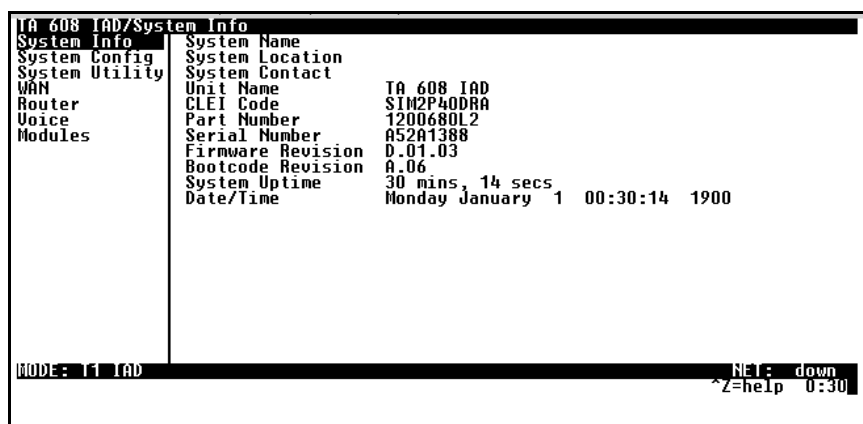 TA 608 IAD/System Info
System Info System Name
System Config System Location
System Utility System Contact
WAN Unit Name TA 608 IAD
Router CLEI Code SIM2P40DRA
Voice Part Number 1200680L2
Modules Serial Number A52A1388
Firmware Revision D.01.03
Bootcode Revision A.06
System Uptime 30 mins, 14 secs
Date/Time Monday January 1 00:30:14 1900
MODE: T1 IAD NET: down
^Z=help 0:30